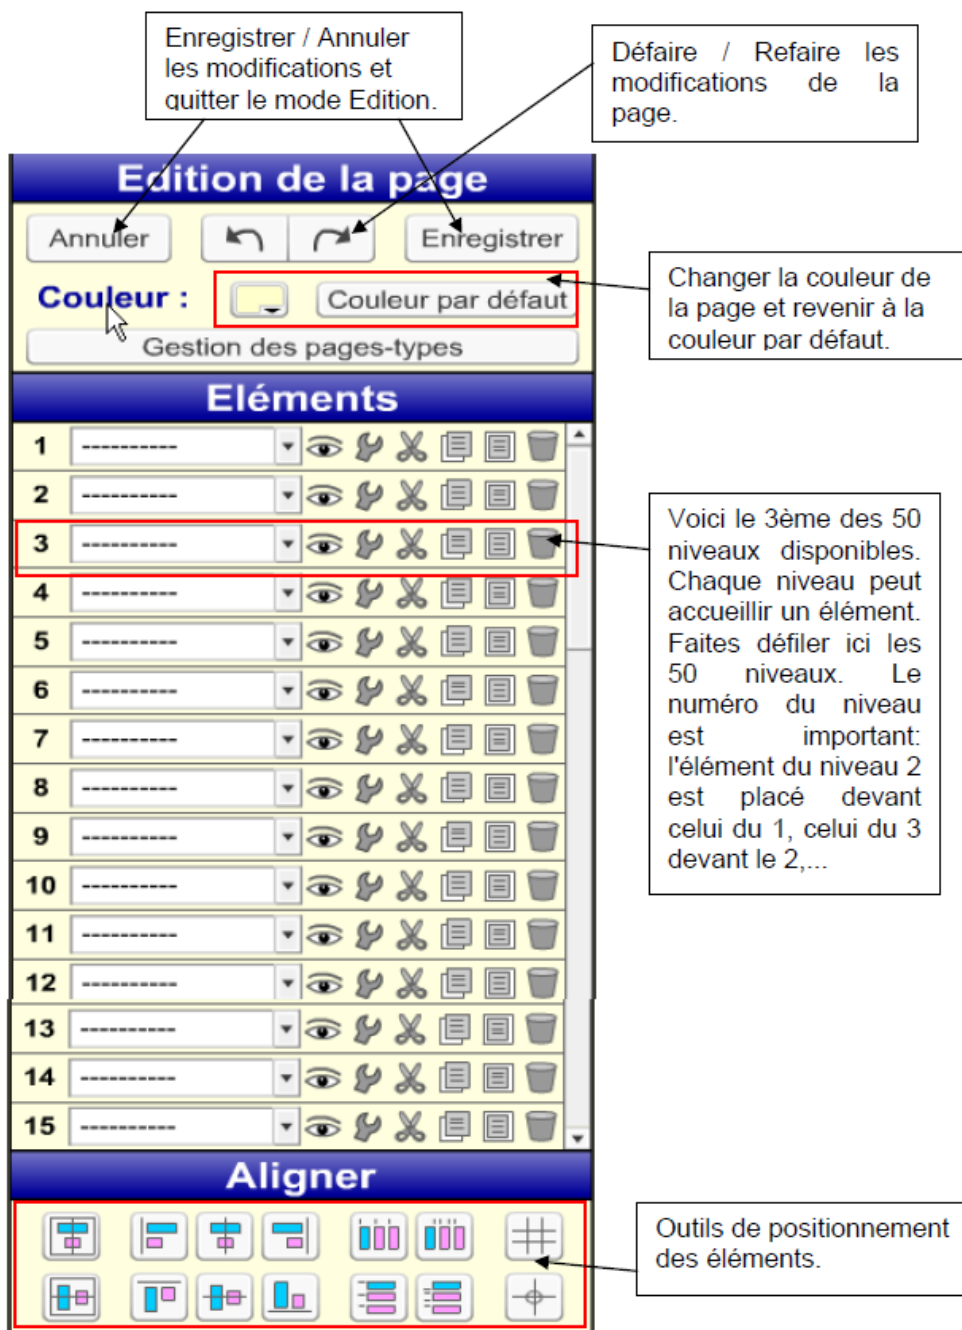 Enregistrer / Annuler
les modifications et
quitter le mode Edition.
Défaire / Refaire les
modifications de la
page.
Edition de la page
Annuler
Enregistrer
Couleur :
Couleur par défaut
Changer la couleur de
la page et revenir à la
couleur par défaut.
Gestion des pages-types
Eléments
1 ----------
2 ----------
3 ----------
4 ----------
5 ----------
6 ----------
7 ----------
8 ----------
9 ----------
10 ----------
11 ----------
12 ----------
13 ----------
14 ----------
15 ----------
Voici le 3ème des 50
niveaux disponibles.
Chaque niveau peut
accueillir un élément.
Faites défiler ici les
50 niveaux. Le
numéro du niveau
est important:
l'élément du niveau 2
est placé devant
celui du 1, celui du 3
devant le 2,...
Aligner
Outils de positionnement
des éléments.